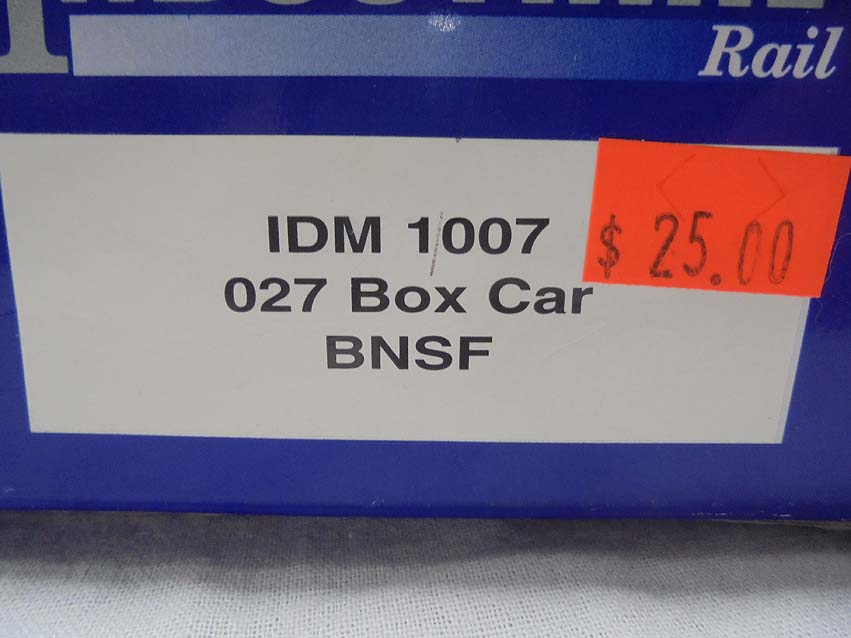 Rail
IDM 1007
$ 25.00
027 Box Car
BNSF